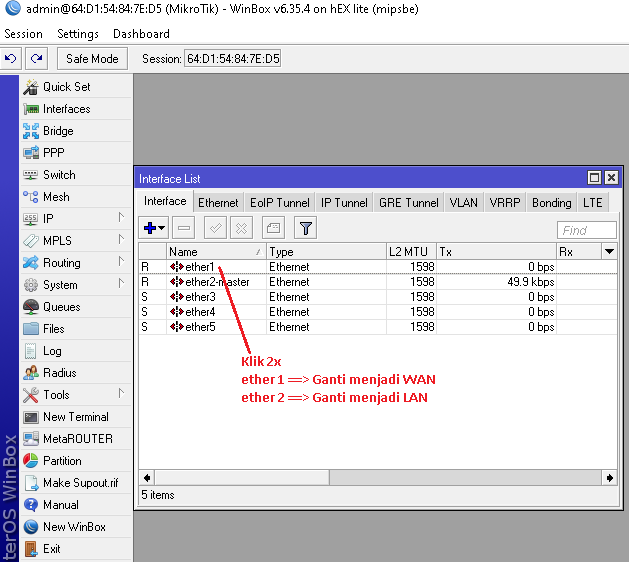 admin@64:D1:54:84:7E:D5 (MikroTik) - WinBox v6.35.4 on hEX lite (mipsbe)
Session Settings Dashboard
Safe Mode Session: 64:D1:54:84:7E:D5
Quick Set
Interfaces
Bridge
PPP
Switch
Mesh
IP
MPLS
Routing
System
Queues
Files
Log
Radius
Tools
New Terminal
MetaROUTER
Partition
Make Supout.rif
Manual
New WinBox
Exit
terOS WinBox
Interface List
Interface Ethernet EoIP Tunnel IP Tunnel GRE Tunnel VLAN VRRP Bonding LTE
Find
Name Type L2 MTU Tx Rx
R ether1 Ethernet 1598 0 bps
R ether2-master Ethernet 1598 49.9 kbps
S ether3 Ethernet 1598 0 bps
S ether4 Ethernet 1598 0 bps
S ether5 Ethernet 1598 0 bps
Klik 2x
ether 1 ==> Ganti menjadi WAN
ether 2 ==> Ganti menjadi LAN
5 items